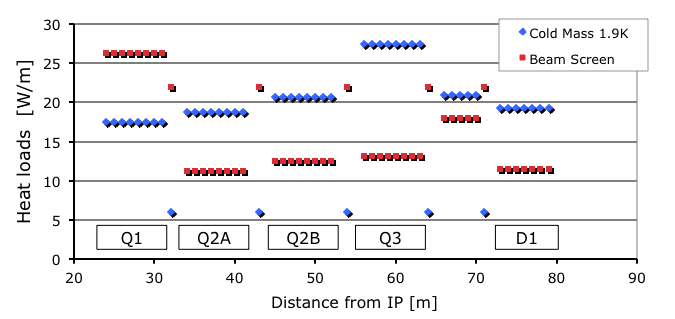 30
25
20
15
10
5
0
Heat loads [W/m]
Cold Mass 1.9K
Beam Screen
Q1
Q2A
Q2B
Q3
D1
20 30 40 50 60 70 80 90
Distance from IP [m]